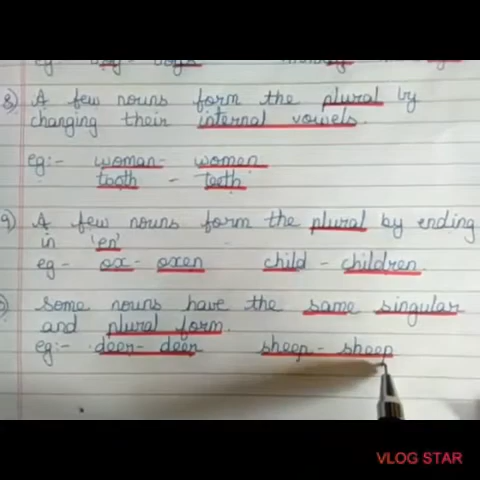 8) A few nouns form the plural by
changing their internal vowels.
eg:- woman - women
tooth - teeth
9) A few nouns form the plural by ending
in 'en'
eg - ox - oxen child - children
) Some nouns have the same singular
and plural form.
eg:- deer - deer sheep - sheep
VLOG STAR